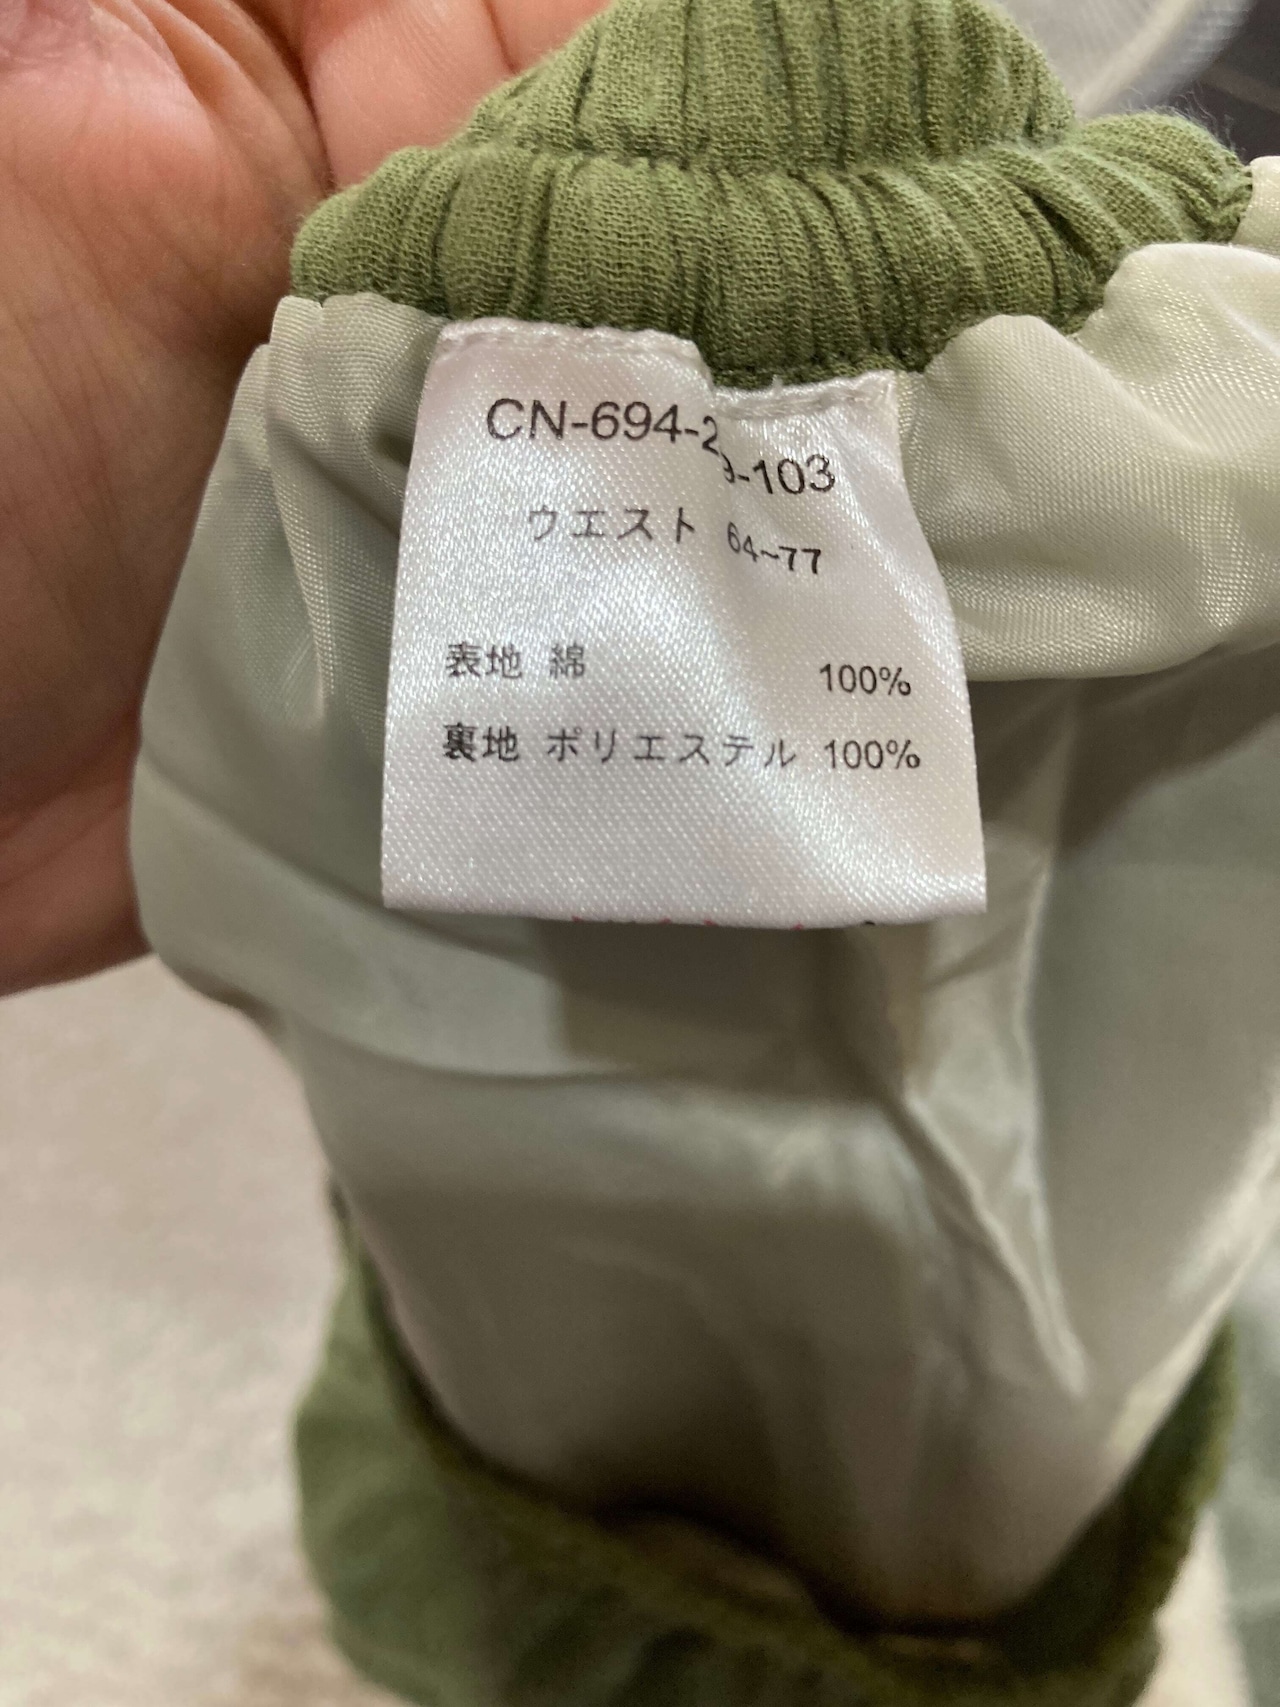 CN-694-2
-103
ウエスト 64~77
表地 綿 100%
裏地 ポリエステル 100%